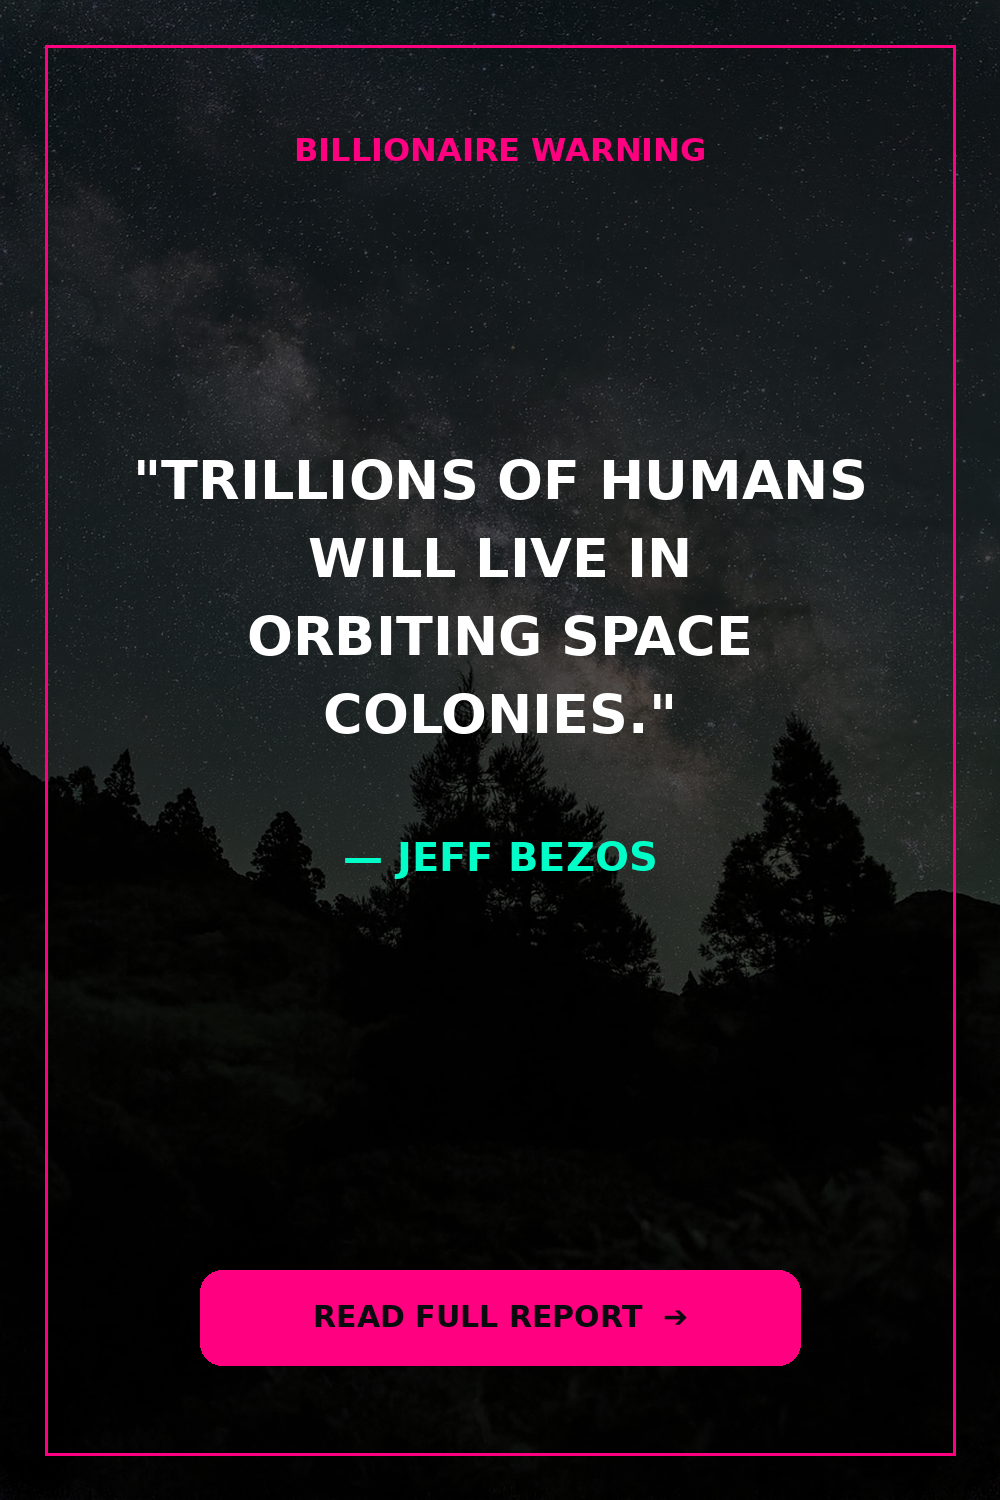 BILLIONAIRE WARNING
"TRILLIONS OF HUMANS
WILL LIVE IN
ORBITING SPACE
COLONIES."
— JEFF BEZOS
READ FULL REPORT ➔